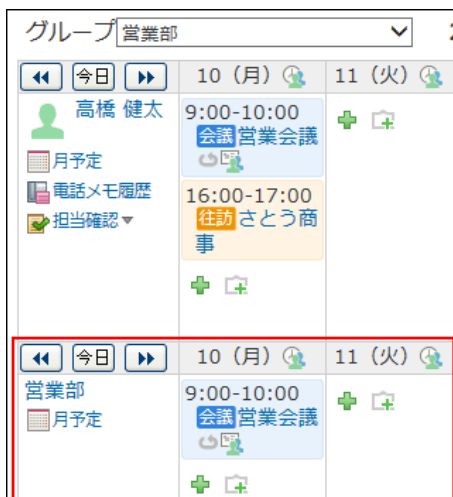 グループ 営業部
今日 10（月） 11（火）
高橋 健太
月予定
電話メモ履歴
担当確認▼
9:00-10:00
会議 営業会議
16:00-17:00
往訪 さとう商
事
今日 10（月） 11（火）
営業部
月予定
9:00-10:00
会議 営業会議